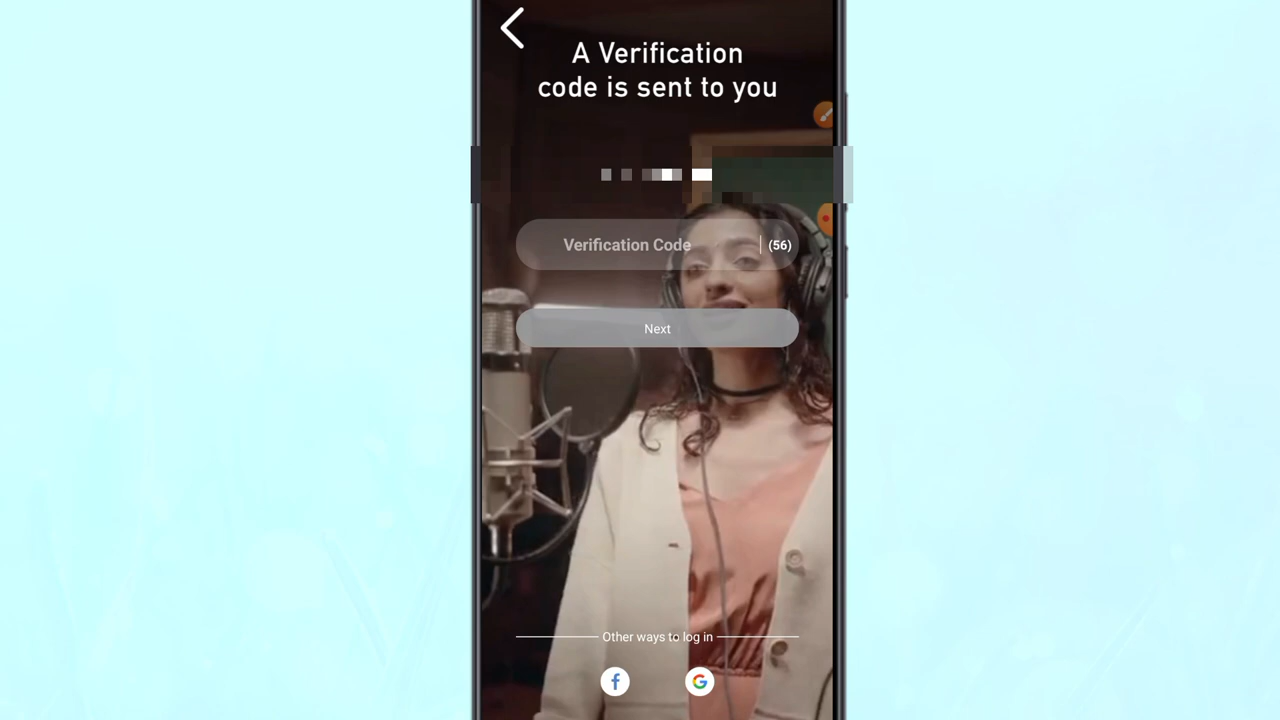 A Verification
code is sent to you
Verification Code
(56)
Next
Other ways to log in